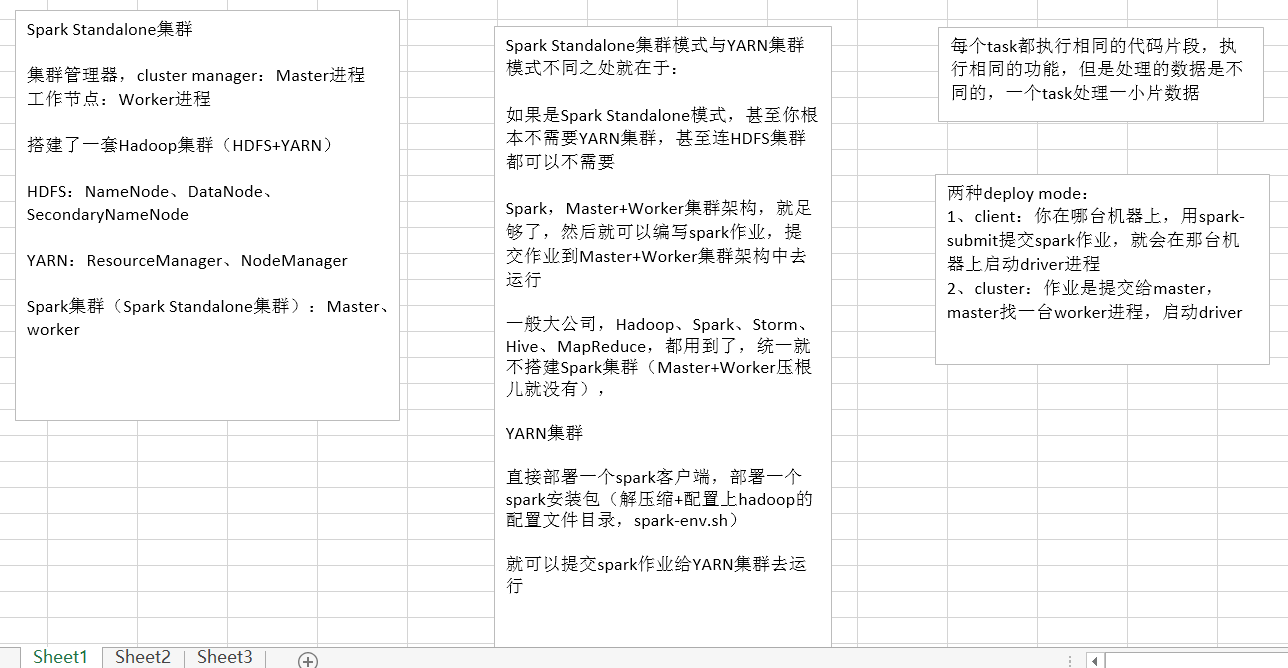 Spark Standalone集群
集群管理器，cluster manager：Master进程
工作节点：Worker进程
搭建了一套Hadoop集群（HDFS+YARN）
HDFS：NameNode、DataNode、
SecondaryNameNode
YARN：ResourceManager、NodeManager
Spark集群（Spark Standalone集群）：Master、
worker
Spark Standalone集群模式与YARN集群
模式不同之处就在于：
如果是Spark Standalone模式，甚至你根
本不需要YARN集群，甚至连HDFS集群
都可以不需要
Spark，Master+Worker集群架构，就足
够了，然后就可以编写spark作业，提
交作业到Master+Worker集群架构中去
运行
一般大公司，Hadoop、Spark、Storm、
Hive、MapReduce，都用到了，统一就
不搭建Spark集群（Master+Worker压根
儿就没有），
YARN集群
直接部署一个spark客户端，部署一个
spark安装包（解压缩+配置上hadoop的
配置文件目录，spark-env.sh）
就可以提交spark作业给YARN集群去运
行
每个task都执行相同的代码片段，执
行相同的功能，但是处理的数据是不
同的，一个task处理一小片数据
两种deploy mode：
1、client：你在哪台机器上，用spark-
submit提交spark作业，就会在那台机
器上启动driver进程
2、cluster：作业是提交给master，
master找一台worker进程，启动driver
Sheet1 Sheet2 Sheet3